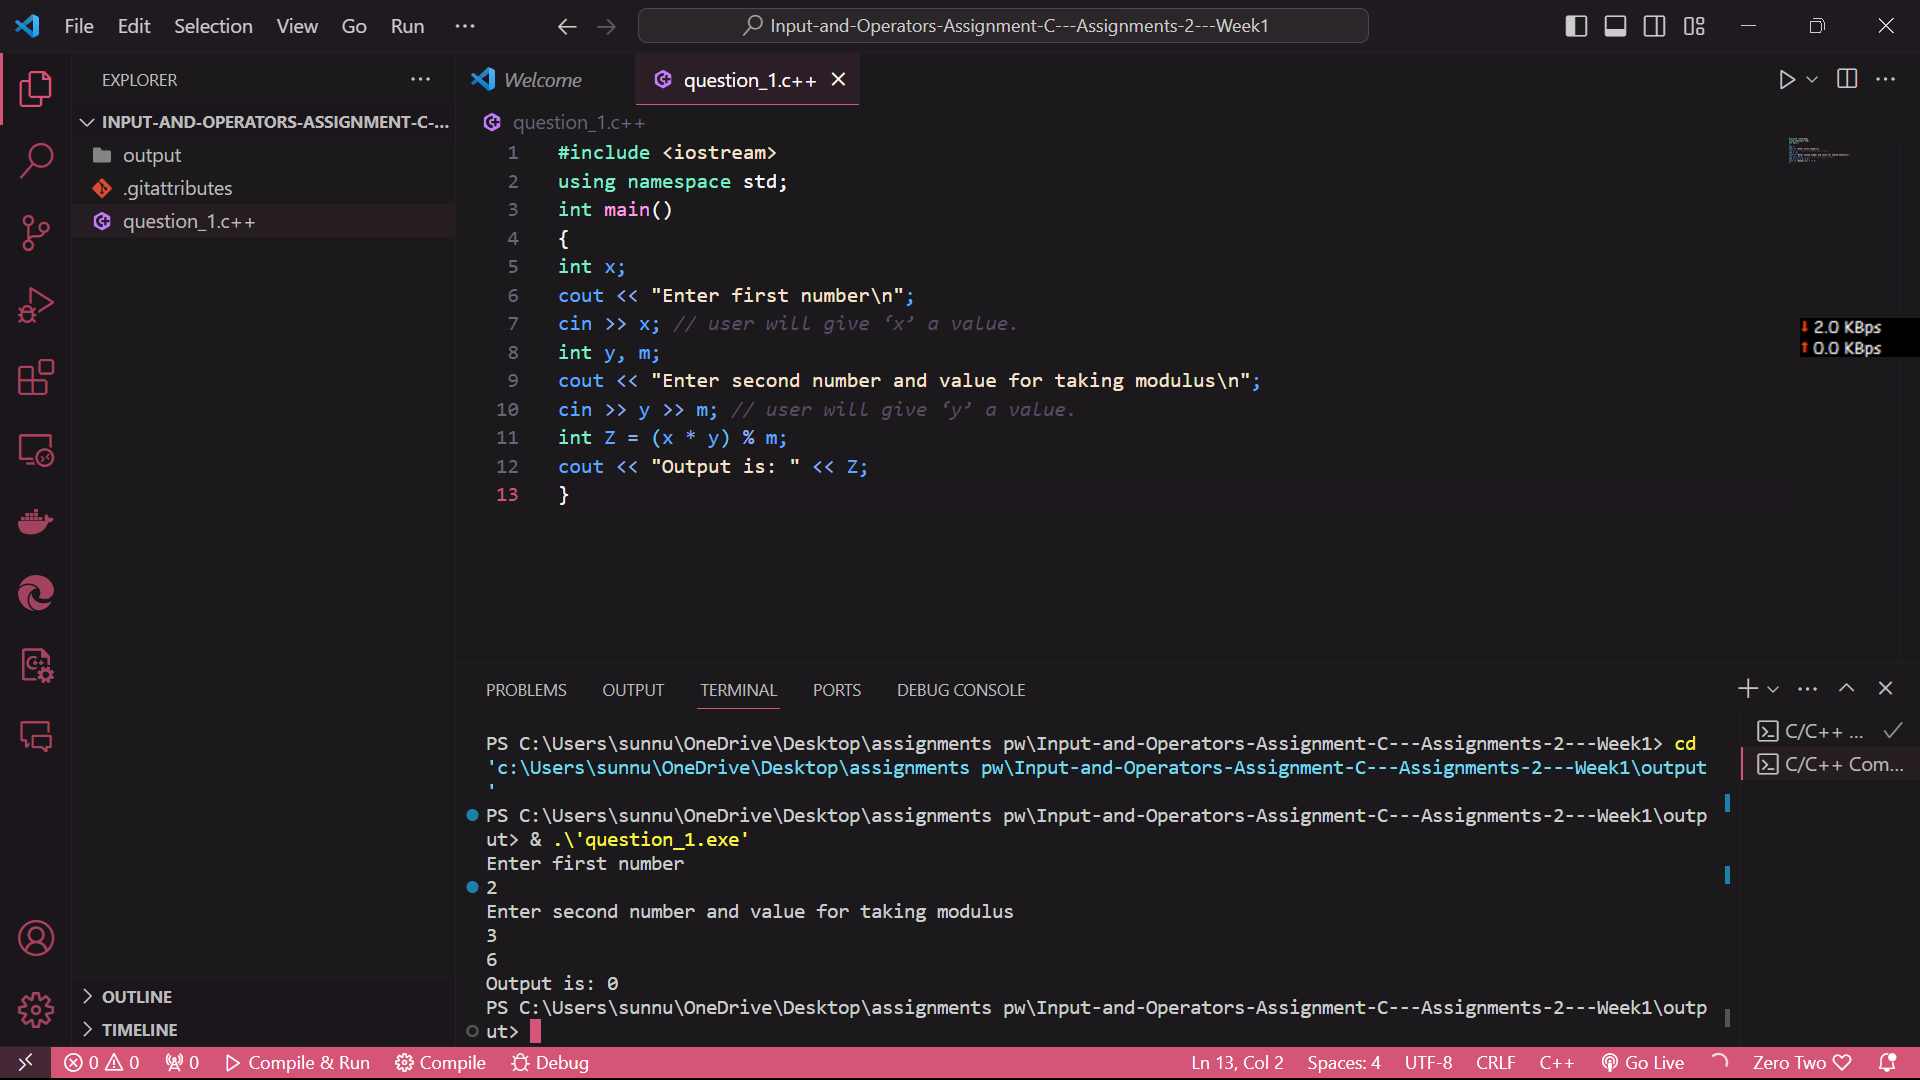 File Edit Selection View Go Run ···
Input-and-Operators-Assignment-C---Assignments-2---Week1
EXPLORER
INPUT-AND-OPERATORS-ASSIGNMENT-C-...
output
.gitattributes
question_1.c++
OUTLINE
TIMELINE
Welcome
question_1.c++
question_1.c++
1 #include <iostream>
2 using namespace std;
3 int main()
4 {
5 int x;
6 cout << "Enter first number\n";
7 cin >> x; // user will give ‘x’ a value.
8 int y, m;
9 cout << "Enter second number and value for taking modulus\n";
10 cin >> y >> m; // user will give ‘y’ a value.
11 int Z = (x * y) % m;
12 cout << "Output is: " << Z;
13 }
2.0 KBps
0.0 KBps
PROBLEMS OUTPUT TERMINAL PORTS DEBUG CONSOLE
PS C:\Users\sunnu\OneDrive\Desktop\assignments pw\Input-and-Operators-Assignment-C---Assignments-2---Week1> cd
'c:\Users\sunnu\OneDrive\Desktop\assignments pw\Input-and-Operators-Assignment-C---Assignments-2---Week1\output
'
PS C:\Users\sunnu\OneDrive\Desktop\assignments pw\Input-and-Operators-Assignment-C---Assignments-2---Week1\outp
ut> & .\'question_1.exe'
Enter first number
2
Enter second number and value for taking modulus
3
6
Output is: 0
PS C:\Users\sunnu\OneDrive\Desktop\assignments pw\Input-and-Operators-Assignment-C---Assignments-2---Week1\outp
ut>
C/C++ ...
C/C++ Com...
0 0 0 Compile & Run Compile Debug
Ln 13, Col 2 Spaces: 4 UTF-8 CRLF C++ Go Live Zero Two